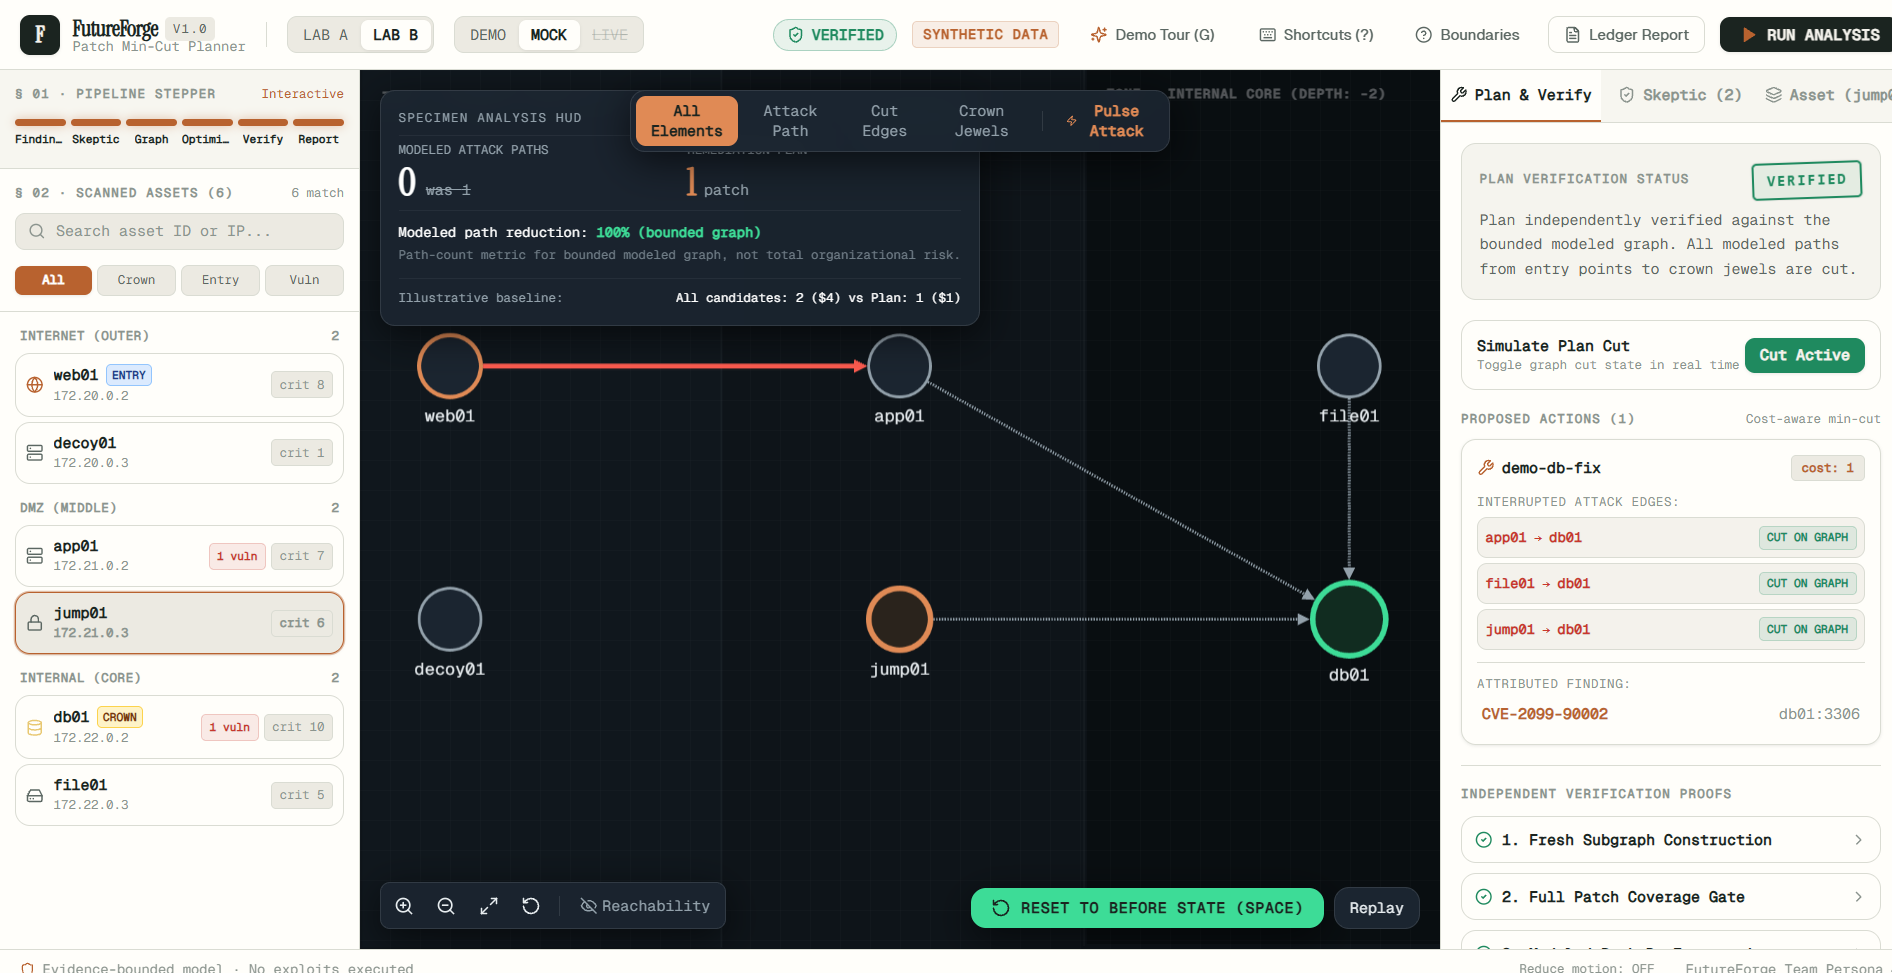 F
FutureForge V1.0
Patch Min-Cut Planner
LAB A LAB B
DEMO MOCK LIVE
VERIFIED
SYNTHETIC DATA
Demo Tour (G)
Shortcuts (?)
Boundaries
Ledger Report
RUN ANALYSIS
§ 01 · PIPELINE STEPPER Interactive
Findin… Skeptic Graph Optimi… Verify Report
§ 02 · SCANNED ASSETS (6) 6 match
Search asset ID or IP...
All Crown Entry Vuln
INTERNET (OUTER) 2
web01 ENTRY
172.20.0.2
crit 8
decoy01
172.20.0.3
crit 1
DMZ (MIDDLE) 2
app01
172.21.0.2
1 vuln crit 7
jump01
172.21.0.3
crit 6
INTERNAL (CORE) 2
db01 CROWN
172.22.0.2
1 vuln crit 10
file01
172.22.0.3
crit 5
INTERNAL CORE (DEPTH: -2)
All Elements
Attack Path
Cut Edges
Crown Jewels
Pulse Attack
SPECIMEN ANALYSIS HUD
MODELED ATTACK PATHS
0 was 1
REMEDIATION PLAN
1 patch
Modeled path reduction: 100% (bounded graph)
Path-count metric for bounded modeled graph, not total organizational risk.
Illustrative baseline: All candidates: 2 ($4) vs Plan: 1 ($1)
web01
app01
file01
decoy01
jump01
db01
Reachability
RESET TO BEFORE STATE (SPACE)
Replay
Plan & Verify
Skeptic (2)
Asset (jump0
PLAN VERIFICATION STATUS
VERIFIED
Plan independently verified against the
bounded modeled graph. All modeled paths
from entry points to crown jewels are cut.
Simulate Plan Cut
Toggle graph cut state in real time
Cut Active
PROPOSED ACTIONS (1) Cost-aware min-cut
demo-db-fix cost: 1
INTERRUPTED ATTACK EDGES:
app01 → db01 CUT ON GRAPH
file01 → db01 CUT ON GRAPH
jump01 → db01 CUT ON GRAPH
ATTRIBUTED FINDING:
CVE-2099-90002 db01:3306
INDEPENDENT VERIFICATION PROOFS
1. Fresh Subgraph Construction
2. Full Patch Coverage Gate
Evidence-bounded model · No exploits executed
Reduce motion: OFF
FutureForge Team Persona